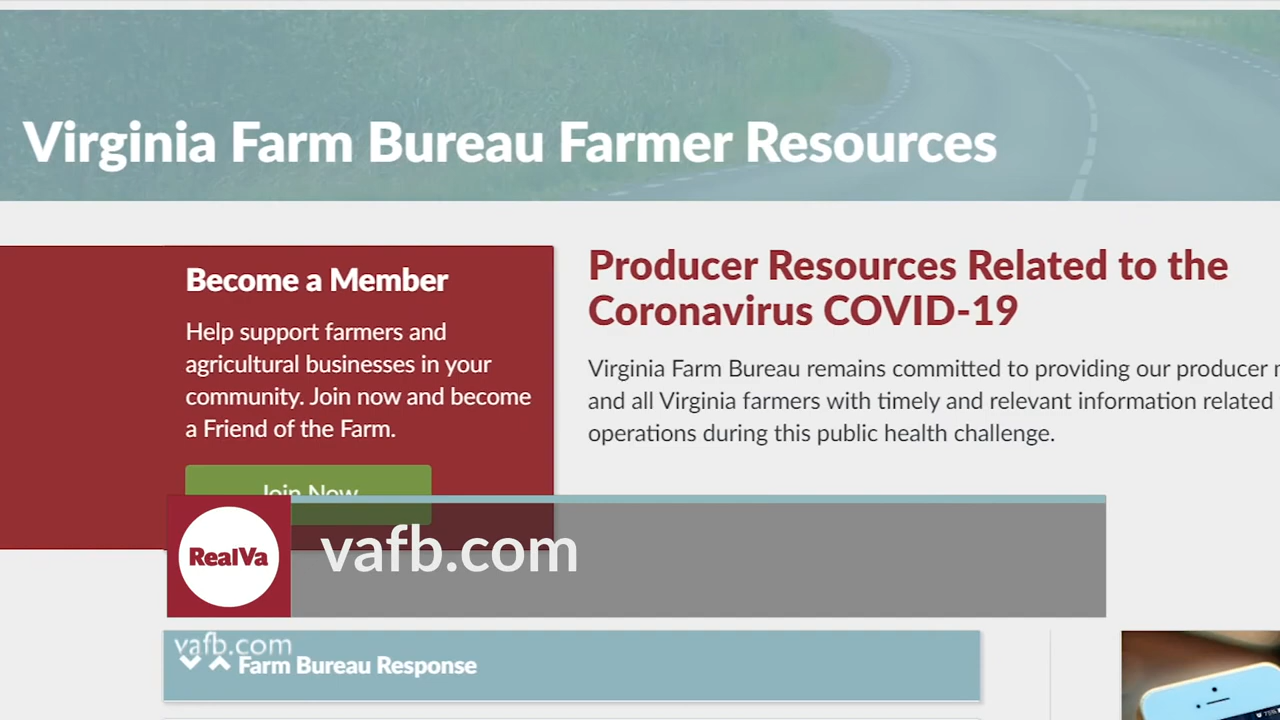 Virginia Farm Bureau Farmer Resources
Become a Member
Help support farmers and
agricultural businesses in your
community. Join now and become
a Friend of the Farm.
Join Now
Producer Resources Related to the
Coronavirus COVID-19
Virginia Farm Bureau remains committed to providing our producer
and all Virginia farmers with timely and relevant information related
operations during this public health challenge.
RealVa
vafb.com
vafb.com
Farm Bureau Response